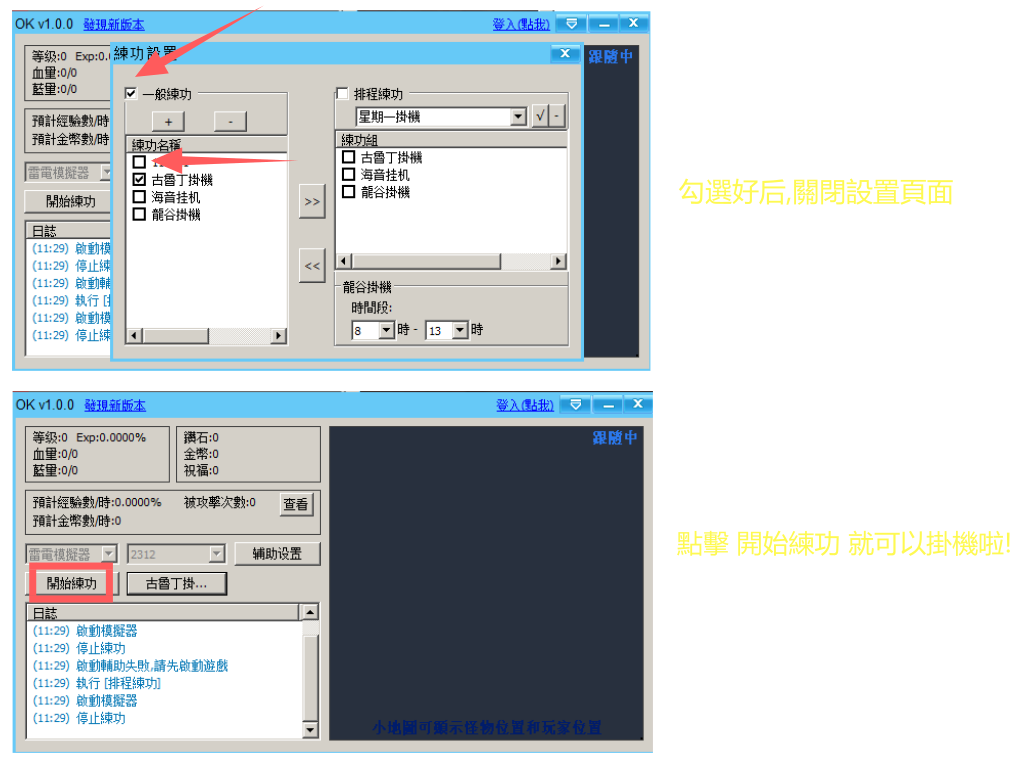 OK v1.0.0 發現新版本 登入(點我)
練功設置
等级:0 Exp:0.
血量:0/0
藍量:0/0
跟隨中
一般練功
+ -
練功名稱
古魯丁掛機
海音挂机
龍谷掛機
>>
<<
排程練功
星期一掛機 √ -
練功組
古魯丁掛機
海音挂机
龍谷掛機
龍谷掛機
時間段:
8 時 - 13 時
預計經驗數/時
預計金幣數/時
雷電模擬器
開始練功
日誌
(11:29) 啟動模
(11:29) 停止練
(11:29) 啟動輔
(11:29) 執行 [排
(11:29) 啟動模
(11:29) 停止練
勾選好后,關閉設置頁面
OK v1.0.0 發現新版本 登入(點我)
等级:0 Exp:0.0000%
血量:0/0
藍量:0/0
鑽石:0
金幣:0
祝福:0
跟隨中
預計經驗數/時:0.0000% 被攻擊次數:0 查看
預計金幣數/時:0
雷電模擬器 2312 輔助设置
開始練功 古魯丁掛...
日誌
(11:29) 啟動模擬器
(11:29) 停止練功
(11:29) 啟動輔助失敗,請先啟動遊戲
(11:29) 執行 [排程練功]
(11:29) 啟動模擬器
(11:29) 停止練功
小地圖可顯示怪物位置和玩家位置
點擊 開始練功 就可以掛機啦!